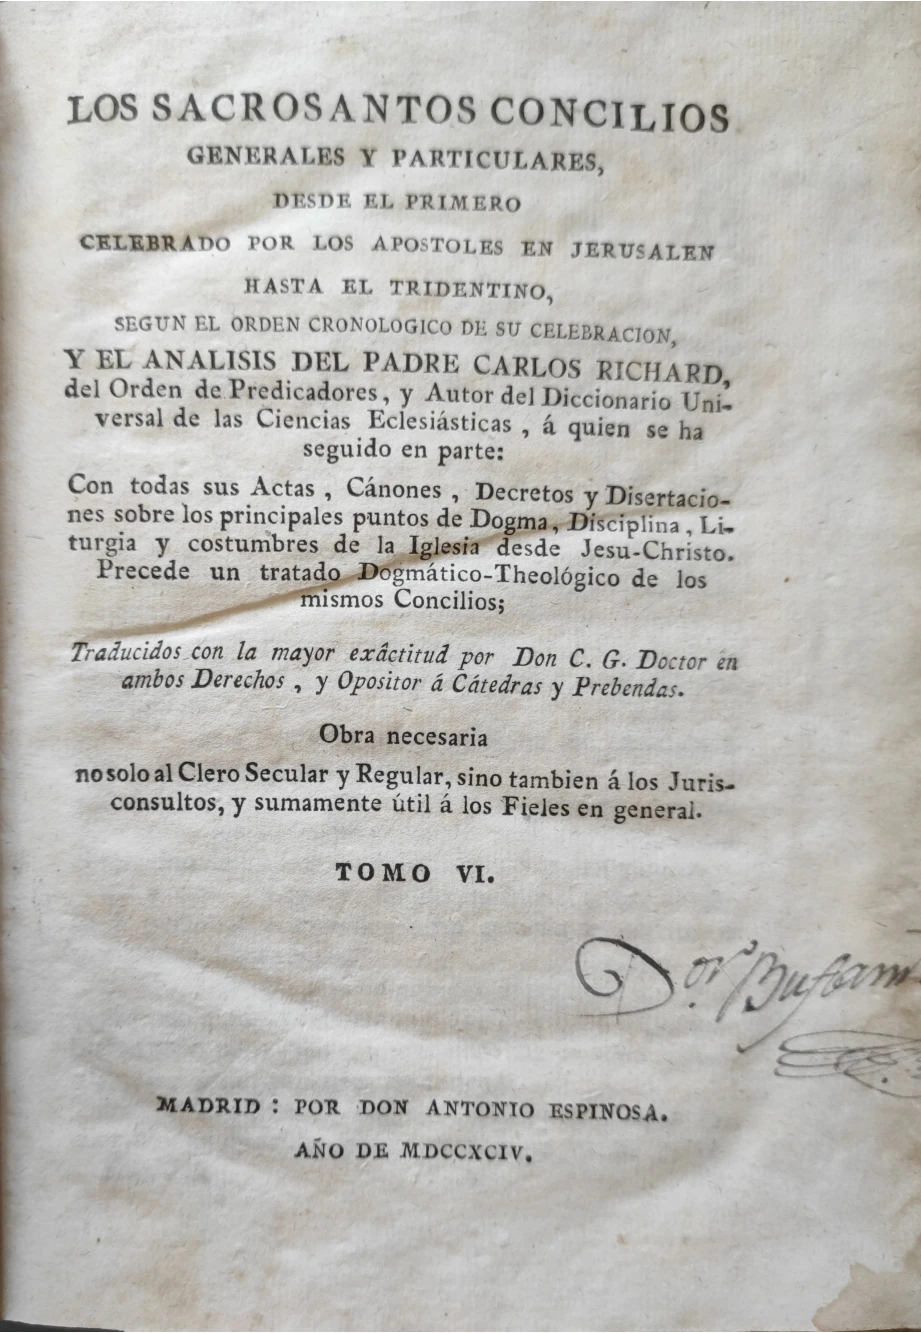 LOS SACROSANTOS CONCILIOS
GENERALES Y PARTICULARES,
DESDE EL PRIMERO
CELEBRADO POR LOS APOSTOLES EN JERUSALEN
HASTA EL TRIDENTINO,
SEGUN EL ORDEN CRONOLOGICO DE SU CELEBRACION,
Y EL ANALISIS DEL PADRE CARLOS RICHARD,
del Orden de Predicadores, y Autor del Diccionario Uni-
versal de las Ciencias Eclesiásticas, á quien se ha
seguido en parte:
Con todas sus Actas, Cánones, Decretos y Disertacio-
nes sobre los principales puntos de Dogma, Disciplina, Li-
turgia y costumbres de la Iglesia desde Jesu-Christo.
Precede un tratado Dogmático-Theológico de los
mismos Concilios;
Traducidos con la mayor exâctitud por Don C. G. Doctor en
ambos Derechos, y Opositor á Cátedras y Prebendas.
Obra necesaria
no solo al Clero Secular y Regular, sino tambien á los Juris-
consultos, y sumamente útil á los Fieles en general.
TOMO VI.
Dor.
MADRID: POR DON ANTONIO ESPINOSA.
AÑO DE MDCCXCIV.